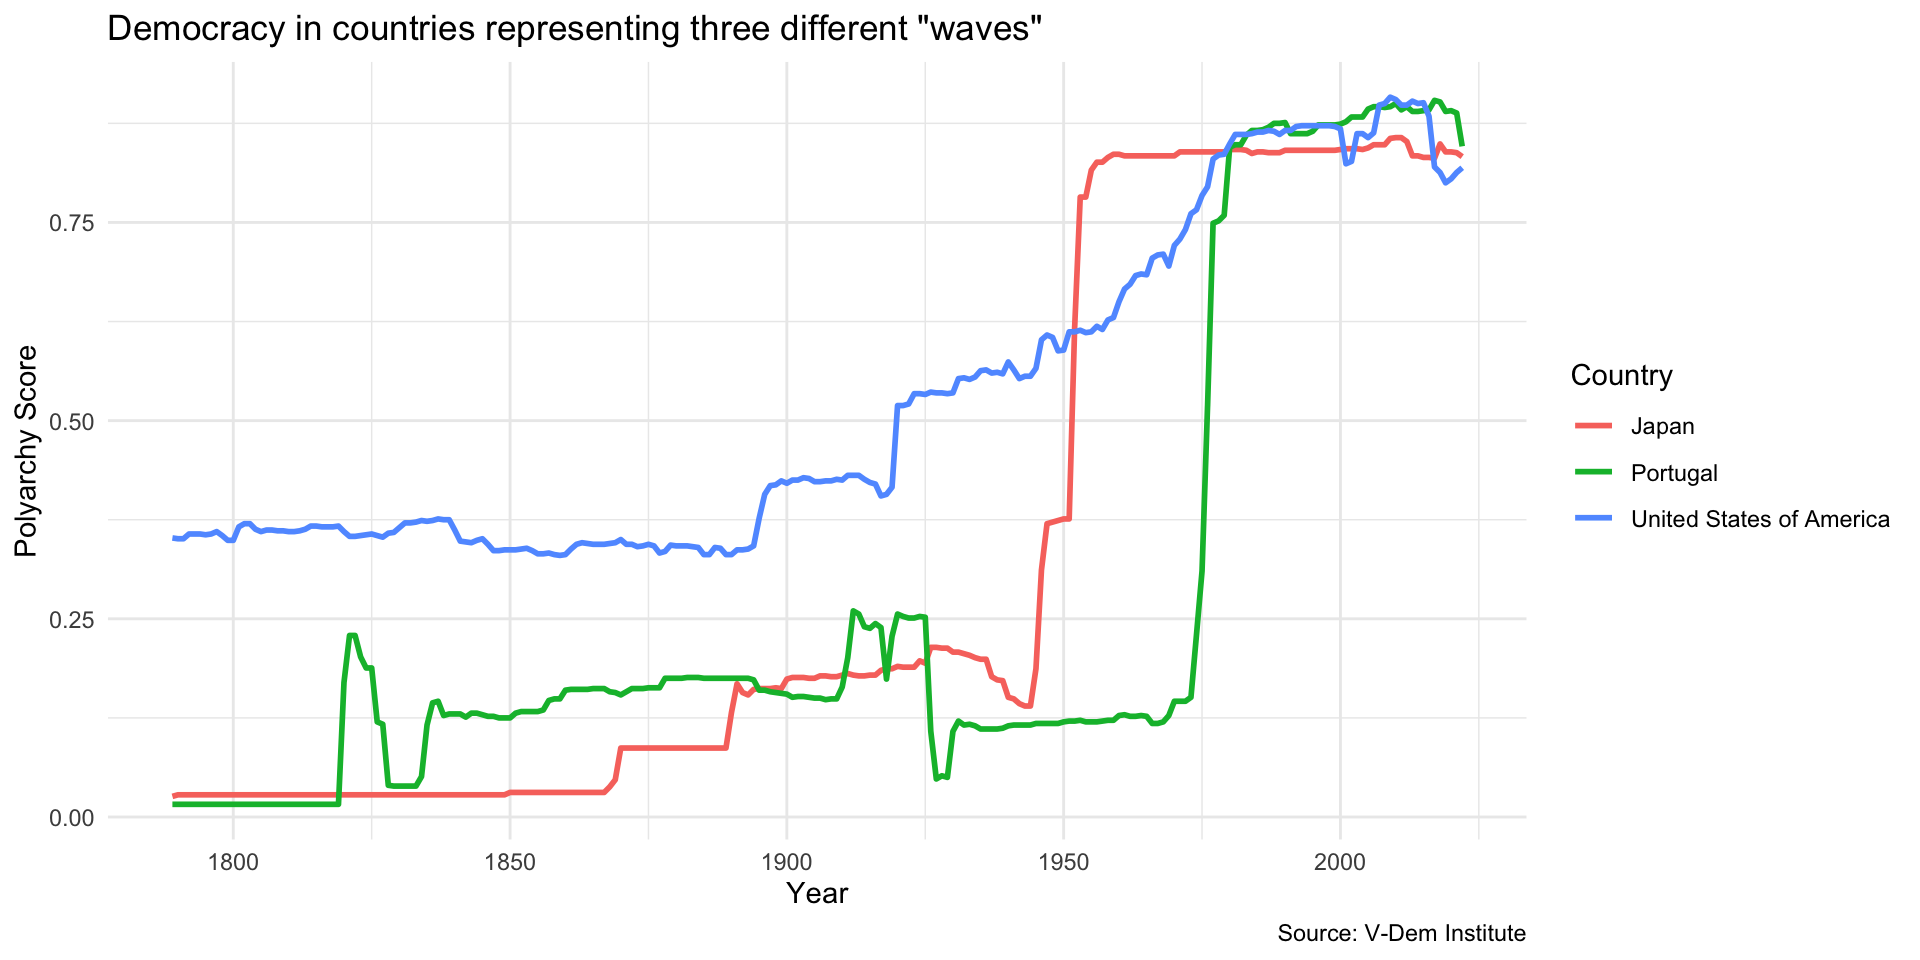 Democracy in countries representing three different "waves"
Polyarchy Score
0.75
0.50
0.25
0.00
1800
1850
1900
1950
2000
Year
Country
Japan
Portugal
United States of America
Source: V-Dem Institute